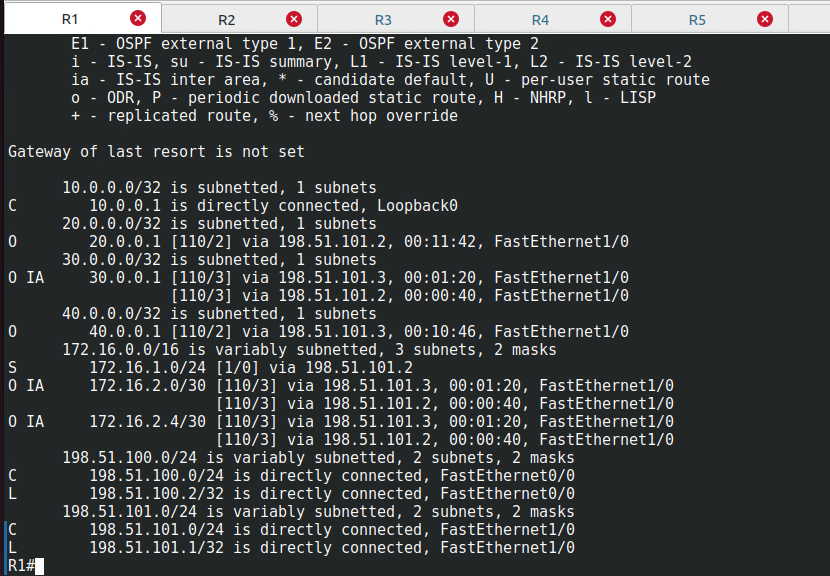 R1 R2 R3 R4 R5
       E1 - OSPF external type 1, E2 - OSPF external type 2
       i - IS-IS, su - IS-IS summary, L1 - IS-IS level-1, L2 - IS-IS level-2
       ia - IS-IS inter area, * - candidate default, U - per-user static route
       o - ODR, P - periodic downloaded static route, H - NHRP, l - LISP
       + - replicated route, % - next hop override
Gateway of last resort is not set
      10.0.0.0/32 is subnetted, 1 subnets
C        10.0.0.1 is directly connected, Loopback0
      20.0.0.0/32 is subnetted, 1 subnets
O        20.0.0.1 [110/2] via 198.51.101.2, 00:11:42, FastEthernet1/0
      30.0.0.0/32 is subnetted, 1 subnets
O IA     30.0.0.1 [110/3] via 198.51.101.3, 00:01:20, FastEthernet1/0
                  [110/3] via 198.51.101.2, 00:00:40, FastEthernet1/0
      40.0.0.0/32 is subnetted, 1 subnets
O        40.0.0.1 [110/2] via 198.51.101.3, 00:10:46, FastEthernet1/0
      172.16.0.0/16 is variably subnetted, 3 subnets, 2 masks
S        172.16.1.0/24 [1/0] via 198.51.101.2
O IA     172.16.2.0/30 [110/3] via 198.51.101.3, 00:01:20, FastEthernet1/0
                       [110/3] via 198.51.101.2, 00:00:40, FastEthernet1/0
O IA     172.16.2.4/30 [110/3] via 198.51.101.3, 00:01:20, FastEthernet1/0
                       [110/3] via 198.51.101.2, 00:00:40, FastEthernet1/0
      198.51.100.0/24 is variably subnetted, 2 subnets, 2 masks
C        198.51.100.0/24 is directly connected, FastEthernet0/0
L        198.51.100.2/32 is directly connected, FastEthernet0/0
      198.51.101.0/24 is variably subnetted, 2 subnets, 2 masks
C        198.51.101.0/24 is directly connected, FastEthernet1/0
L        198.51.101.1/32 is directly connected, FastEthernet1/0
R1#